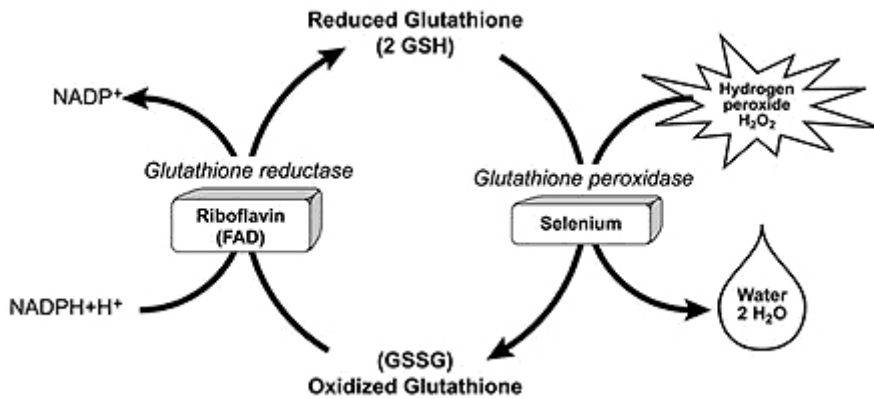 Reduced Glutathione
(2 GSH)
NADP⁺
Hydrogen
peroxide
H₂O₂
Glutathione reductase
Glutathione peroxidase
Riboflavin
(FAD)
Selenium
NADPH+H⁺
Water
2 H₂O
(GSSG)
Oxidized Glutathione